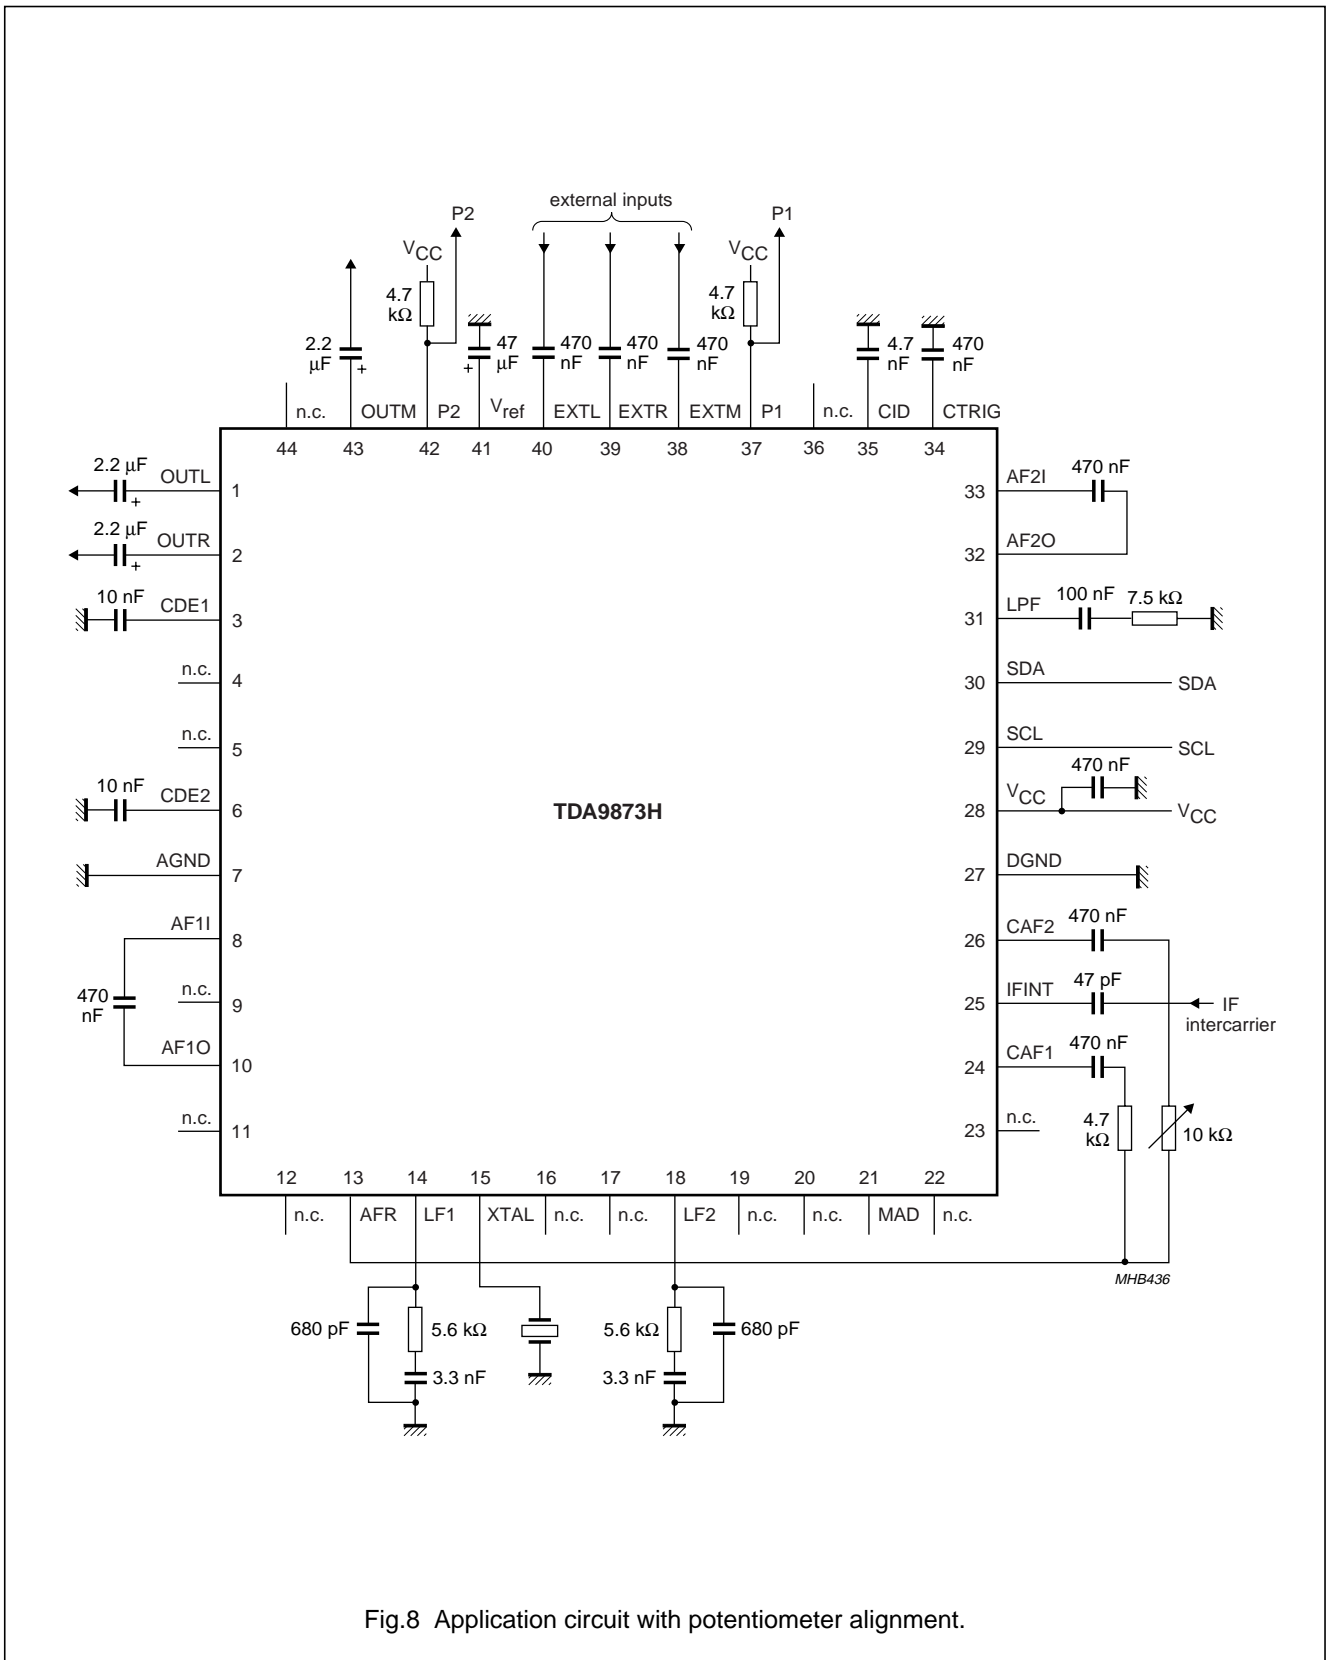 external inputs
P2
P1
VCC
VCC
4.7
kΩ
4.7
kΩ
2.2
µF
+
+
47
µF
470
nF
470
nF
470
nF
4.7
nF
470
nF
n.c.
OUTM
P2
Vref
EXTL
EXTR
EXTM
P1
n.c.
CID
CTRIG
44
43
42
41
40
39
38
37
36
35
34
2.2 µF
+
OUTL
1
2.2 µF
+
OUTR
2
10 nF
CDE1
3
n.c.
4
n.c.
5
10 nF
CDE2
6
AGND
7
AF1I
8
470
nF
n.c.
9
AF1O
10
n.c.
11
TDA9873H
33
AF2I
470 nF
32
AF2O
31
LPF
100 nF
7.5 kΩ
30
SDA
SDA
29
SCL
SCL
470 nF
28
VCC
VCC
27
DGND
26
CAF2
470 nF
25
IFINT
47 pF
IF
intercarrier
24
CAF1
470 nF
23
n.c.
4.7
kΩ
10 kΩ
12
13
14
15
16
17
18
19
20
21
22
n.c.
AFR
LF1
XTAL
n.c.
n.c.
LF2
n.c.
n.c.
MAD
n.c.
MHB436
680 pF
5.6 kΩ
3.3 nF
5.6 kΩ
680 pF
3.3 nF
Fig.8 Application circuit with potentiometer alignment.